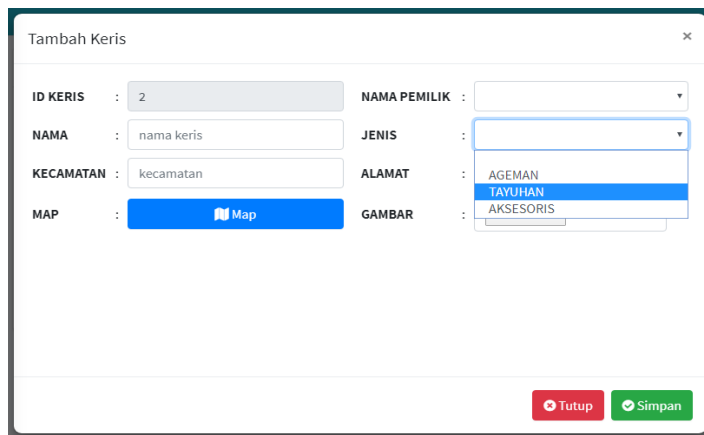 Tambah Keris ×
ID KERIS : 2 NAMA PEMILIK :
NAMA : nama keris JENIS :
KECAMATAN : kecamatan ALAMAT :
AGEMAN
TAYUHAN
AKSESORIS
MAP : Map GAMBAR :
Tutup Simpan